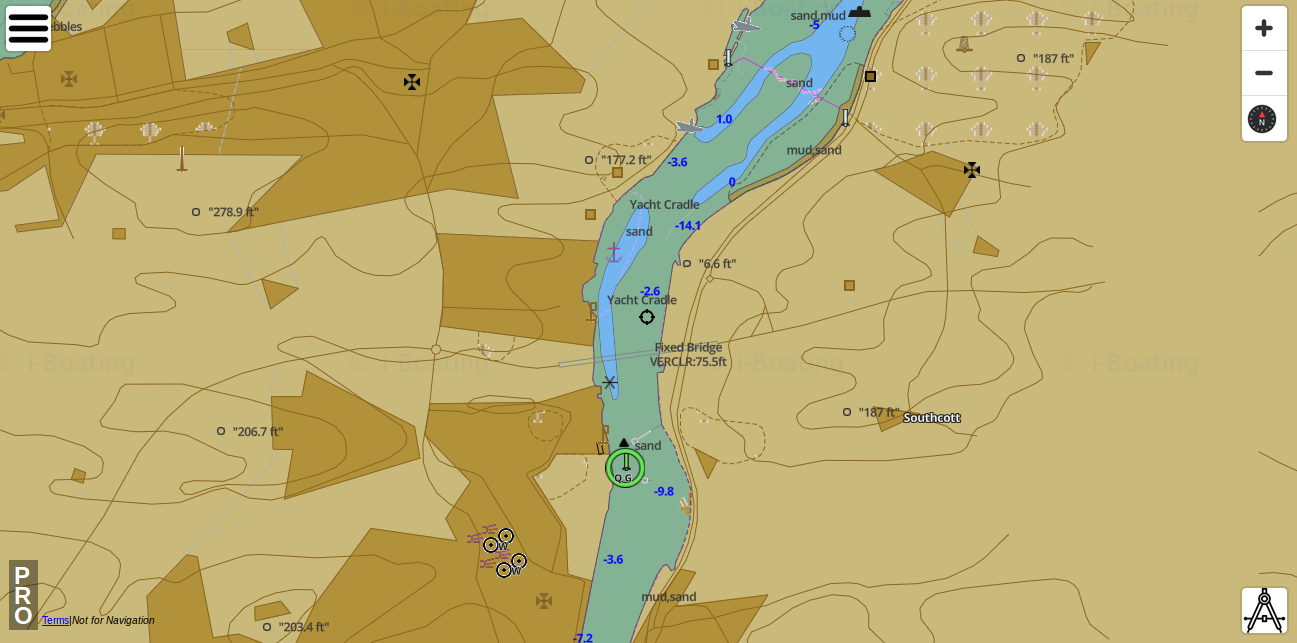 ebbles
sand,mud
-5
"187 ft"
sand
1.0
mud,sand
"177.2 ft"
-3.6
0
Yacht Cradle
"278.9 ft"
sand
-14.1
"6.6 ft"
-2.6
Yacht Cradle
Fixed Bridge
VERCLR:75.5ft
© i-Boating
© i-Boating
© i-Boating
© i-Boating
"187 ft"
Southcott
"206.7 ft"
sand
Q G
-9.8
W
-3.6
W
mud,sand
"203.4 ft"
-7.2
PRO
Terms|Not for Navigation
N